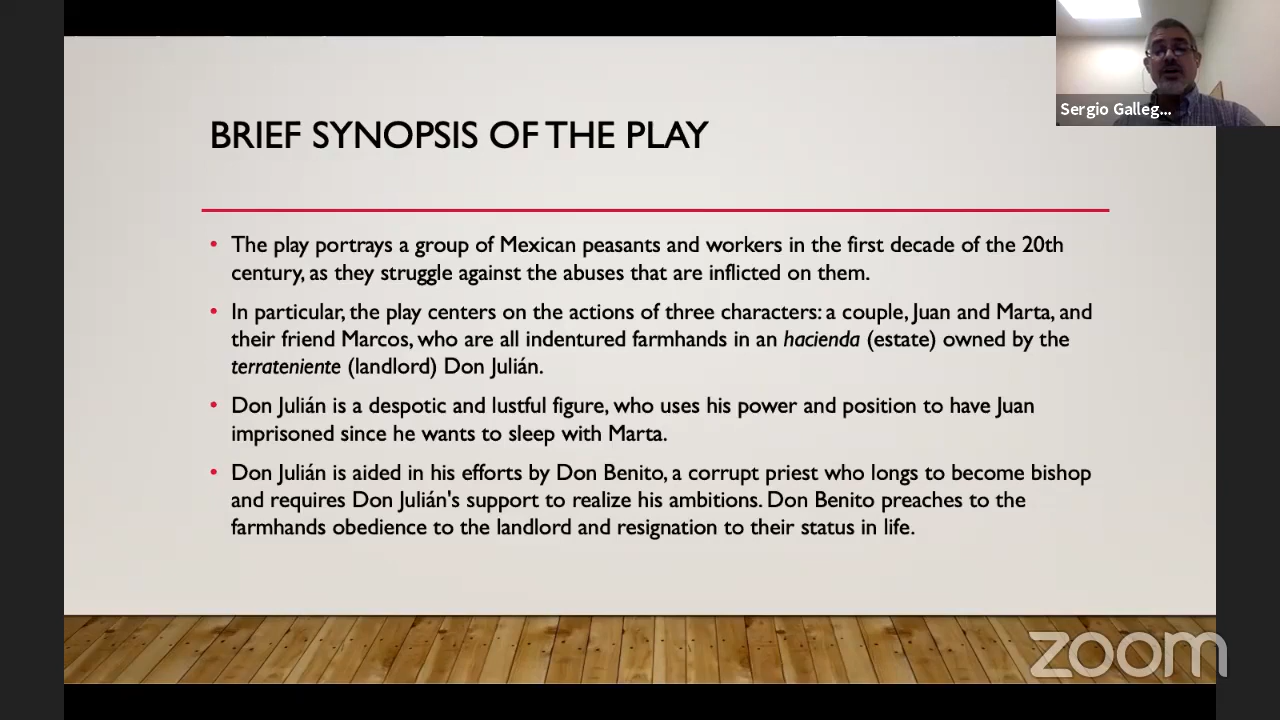 Sergio Galleg...
BRIEF SYNOPSIS OF THE PLAY
• The play portrays a group of Mexican peasants and workers in the first decade of the 20th
century, as they struggle against the abuses that are inflicted on them.
• In particular, the play centers on the actions of three characters: a couple, Juan and Marta, and
their friend Marcos, who are all indentured farmhands in an hacienda (estate) owned by the
terrateniente (landlord) Don Julián.
• Don Julián is a despotic and lustful figure, who uses his power and position to have Juan
imprisoned since he wants to sleep with Marta.
• Don Julián is aided in his efforts by Don Benito, a corrupt priest who longs to become bishop
and requires Don Julián's support to realize his ambitions. Don Benito preaches to the
farmhands obedience to the landlord and resignation to their status in life.
zoom